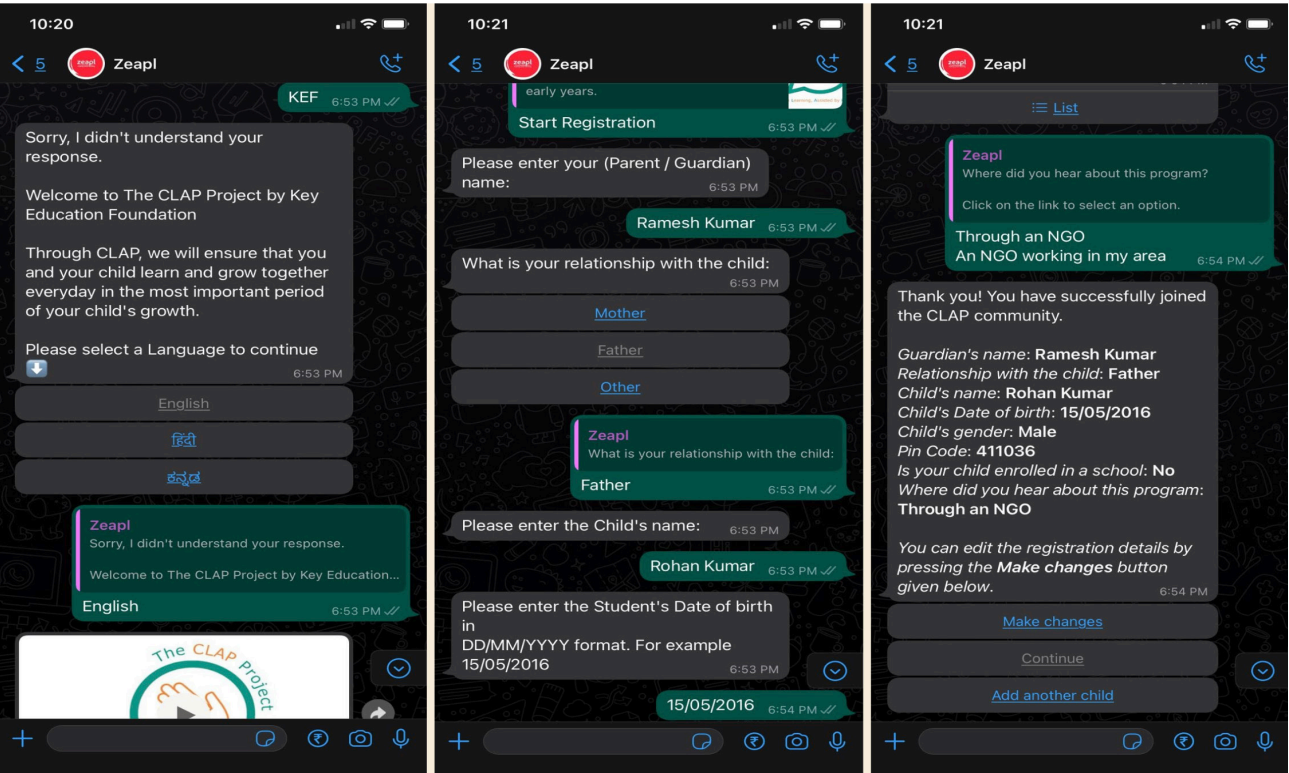 10:20
5
zeapl
Zeapl
KEF 6:53 PM
Sorry, I didn't understand your
response.
Welcome to The CLAP Project by Key
Education Foundation
Through CLAP, we will ensure that you
and your child learn and grow together
everyday in the most important period
of your child's growth.
Please select a Language to continue
6:53 PM
English
हिंदी
ಕನ್ನಡ
Zeapl
Sorry, I didn't understand your response.
Welcome to The CLAP Project by Key Education...
English 6:53 PM
The CLAP Project
₹
10:21
5
zeapl
Zeapl
early years.
Start Registration 6:53 PM
Please enter your (Parent / Guardian)
name: 6:53 PM
Ramesh Kumar 6:53 PM
What is your relationship with the child:
6:53 PM
Mother
Father
Other
Zeapl
What is your relationship with the child:
Father 6:53 PM
Please enter the Child's name: 6:53 PM
Rohan Kumar 6:53 PM
Please enter the Student's Date of birth
in
DD/MM/YYYY format. For example
15/05/2016 6:53 PM
15/05/2016 6:54 PM
₹
10:21
5
zeapl
Zeapl
List
Zeapl
Where did you hear about this program?
Click on the link to select an option.
Through an NGO
An NGO working in my area 6:54 PM
Thank you! You have successfully joined
the CLAP community.
Guardian's name: Ramesh Kumar
Relationship with the child: Father
Child's name: Rohan Kumar
Child's Date of birth: 15/05/2016
Child's gender: Male
Pin Code: 411036
Is your child enrolled in a school: No
Where did you hear about this program:
Through an NGO
You can edit the registration details by
pressing the Make changes button
given below. 6:54 PM
Make changes
Continue
Add another child
₹